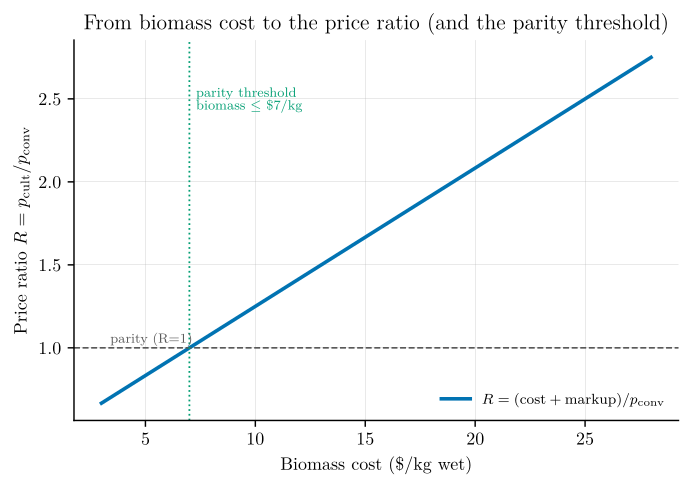 From biomass cost to the price ratio (and the parity threshold)
Price ratio R = p_cult/p_conv
2.5
2.0
1.5
1.0
parity threshold
biomass ≤ $7/kg
parity (R=1)
R = (cost + markup)/p_conv
5 10 15 20 25
Biomass cost ($/kg wet)